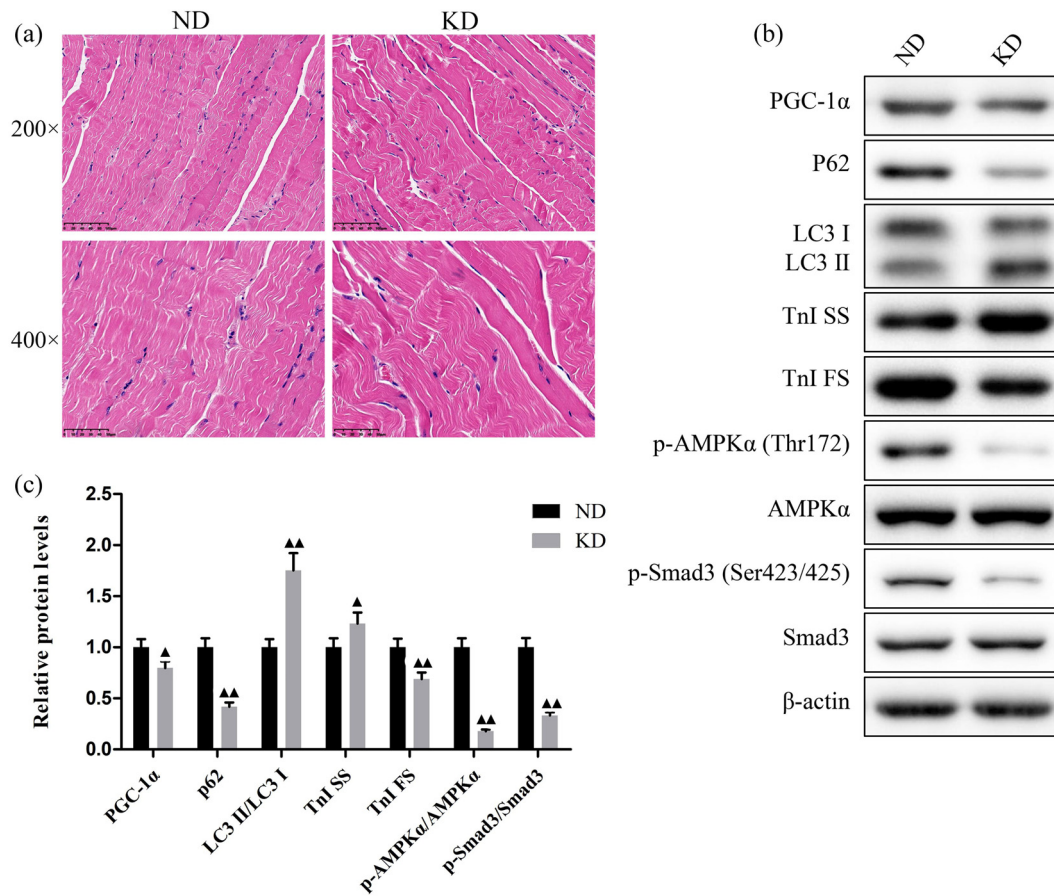 (a)
ND
KD
200×
400×
(b)
ND
KD
PGC-1α
P62
LC3 I
LC3 II
TnI SS
TnI FS
p-AMPKα (Thr172)
AMPKα
p-Smad3 (Ser423/425)
Smad3
β-actin
(c)
Relative protein levels
2.5
2.0
1.5
1.0
0.5
0.0
ND
KD
▲
▲▲
▲▲
▲
▲▲
▲▲
▲▲
PGC-1α
p62
LC3 II/LC3 I
TnI SS
TnI FS
p-AMPKα/AMPKα
p-Smad3/Smad3